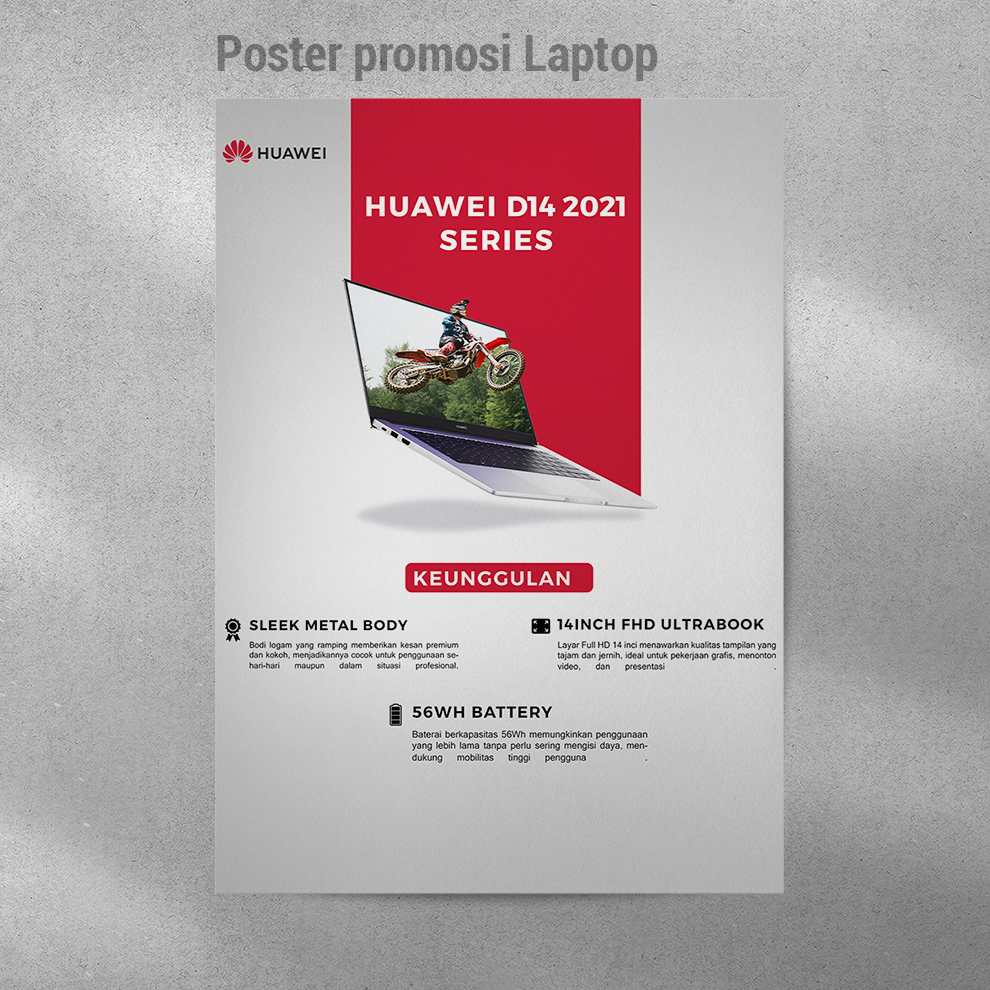 Poster promosi Laptop
HUAWEI
HUAWEI D14 2021
SERIES
KEUNGGULAN
SLEEK METAL BODY
Bodi logam yang ramping memberikan kesan premium
dan kokoh, menjadikannya cocok untuk penggunaan se-
hari-hari maupun dalam situasi profesional.
14INCH FHD ULTRABOOK
Layar Full HD 14 inci menawarkan kualitas tampilan yang
tajam dan jernih, ideal untuk pekerjaan grafis, menonton
video, dan presentasi .
56WH BATTERY
Baterai berkapasitas 56Wh memungkinkan penggunaan
yang lebih lama tanpa perlu sering mengisi daya, men-
dukung mobilitas tinggi pengguna .